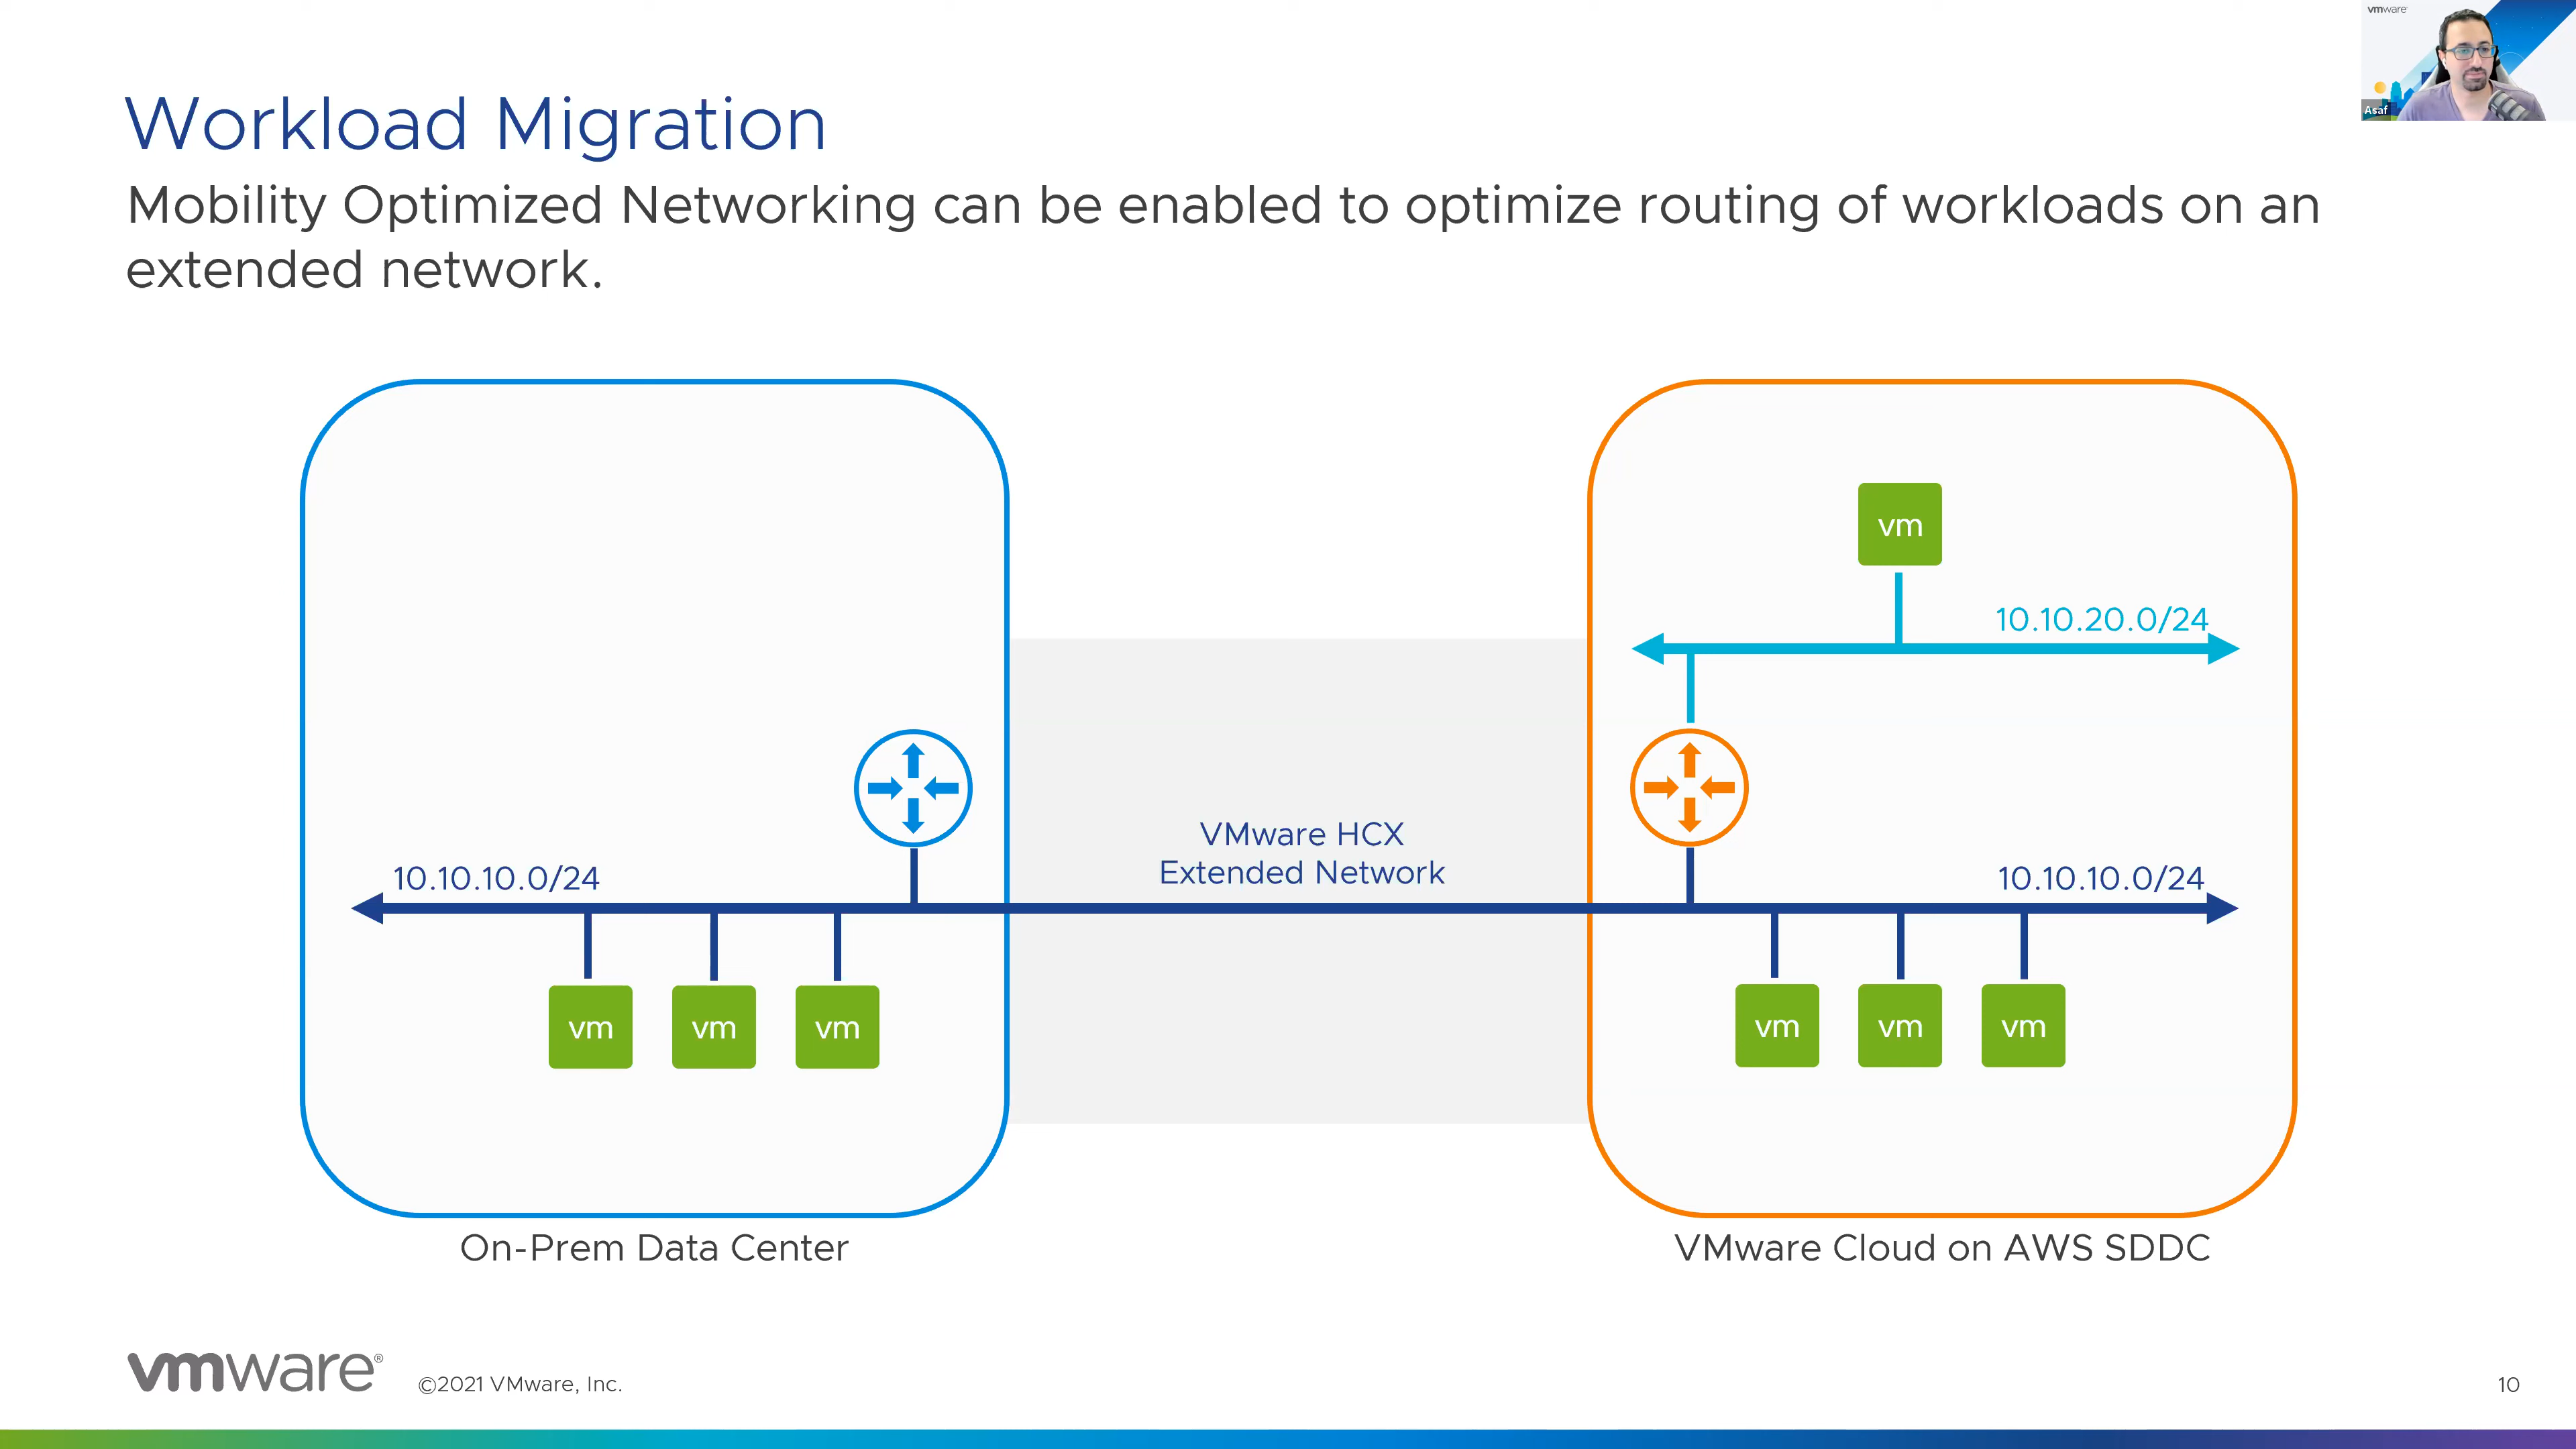 vmware
Asaf
Workload Migration
Mobility Optimized Networking can be enabled to optimize routing of workloads on an
extended network.
vm
10.10.20.0/24
VMware HCX
Extended Network
10.10.10.0/24
10.10.10.0/24
vm
vm
vm
vm
vm
vm
On-Prem Data Center
VMware Cloud on AWS SDDC
vmware®
©2021 VMware, Inc.
10